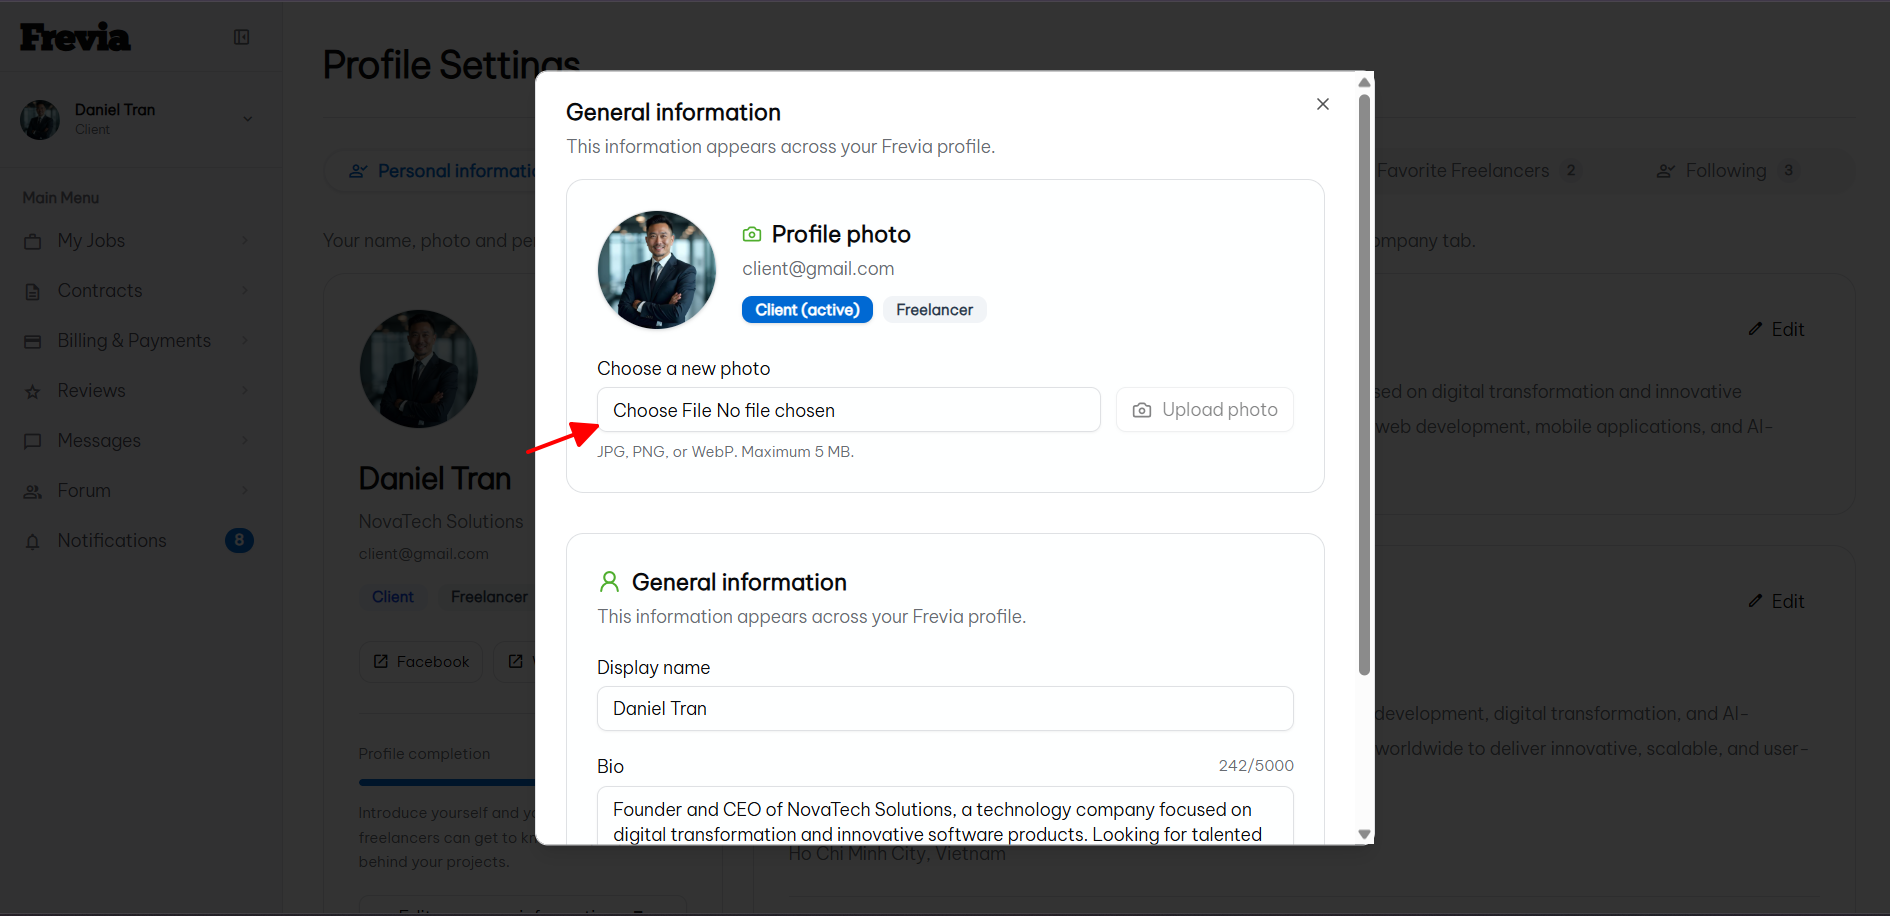 Frevia
Daniel Tran
Client
Main Menu
My Jobs
Contracts
Billing & Payments
Reviews
Messages
Forum
Notifications
8
Profile Settings
Personal informatio
Favorite Freelancers 2
Following 3
Your name, photo and per
ompany tab.
Daniel Tran
NovaTech Solutions
client@gmail.com
Client
Freelancer
Facebook
Profile completion
Introduce yourself and yo
freelancers can get to kn
behind your projects.
General information
This information appears across your Frevia profile.
Profile photo
client@gmail.com
Client (active)
Freelancer
Choose a new photo
Choose File No file chosen
Upload photo
JPG, PNG, or WebP. Maximum 5 MB.
General information
This information appears across your Frevia profile.
Display name
Daniel Tran
Bio
242/5000
Founder and CEO of NovaTech Solutions, a technology company focused on
digital transformation and innovative software products. Looking for talented
Edit
sed on digital transformation and innovative
web development, mobile applications, and AI-
Edit
development, digital transformation, and AI-
worldwide to deliver innovative, scalable, and user-
Ho Chi Minh City, Vietnam